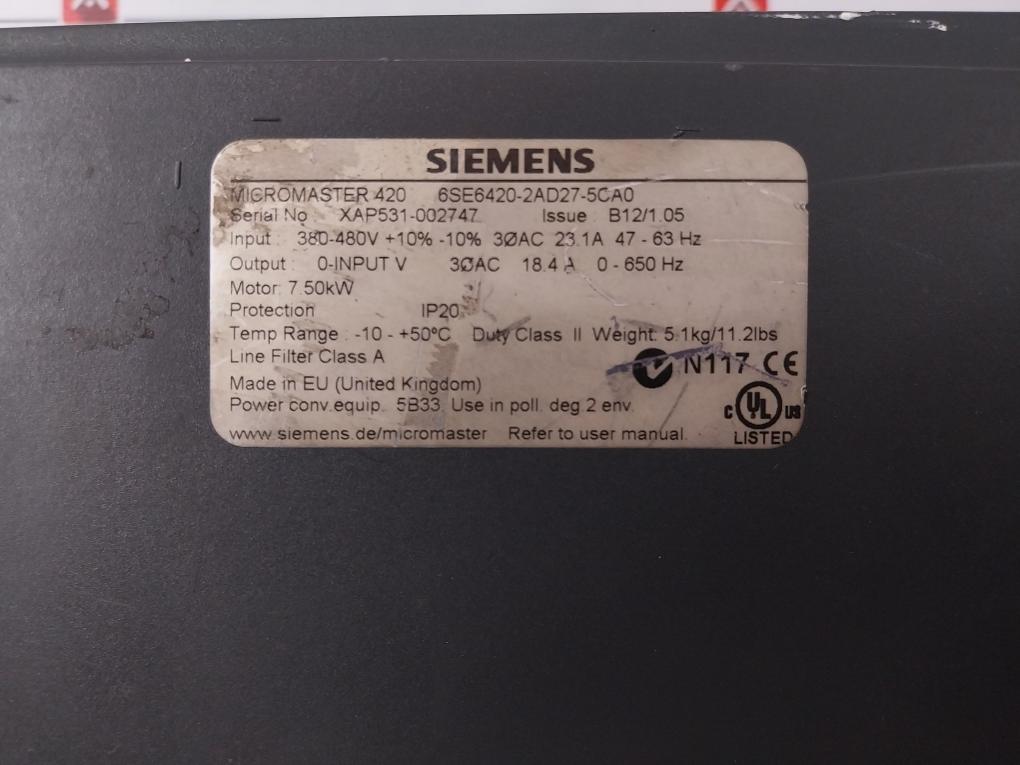 SIEMENS
MICROMASTER 420 6SE6420-2AD27-5CA0
Serial No XAP531-002747 Issue B12/1.05
Input : 380-480V +10% -10% 3ØAC 23.1A 47 - 63 Hz
Output : 0-INPUT V 3ØAC 18.4 A 0 - 650 Hz
Motor: 7.50kW
Protection IP20
Temp Range : -10 - +50ºC Duty Class II Weight: 5.1kg/11.2lbs
Line Filter Class A
N117 CE
Made in EU (United Kingdom)
Power conv.equip. 5B33 Use in poll. deg.2 env.
C UL US
www.siemens.de/micromaster Refer to user manual.
LISTED